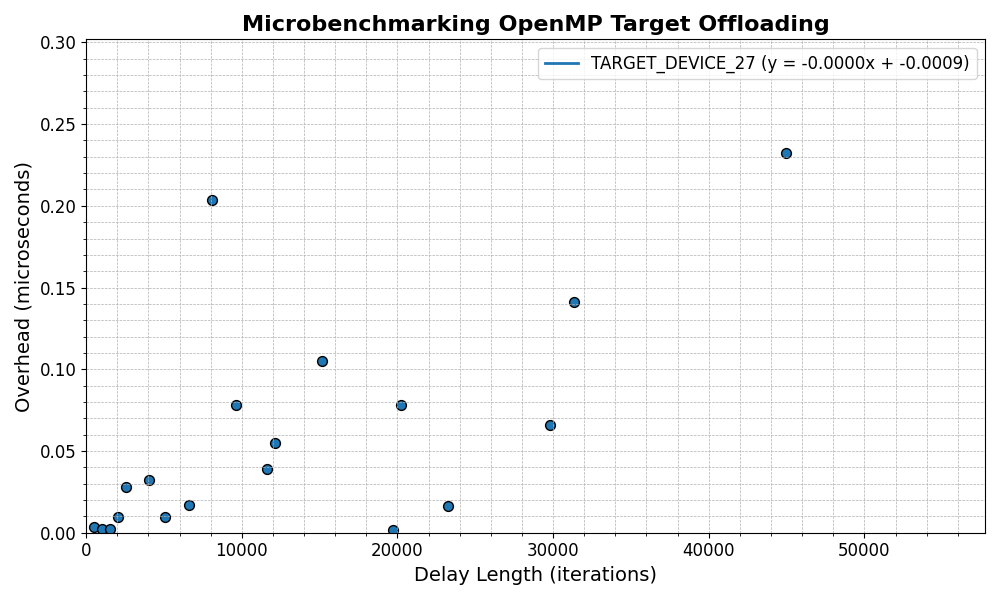 Microbenchmarking OpenMP Target Offloading
TARGET_DEVICE_27 (y = -0.0000x + -0.0009)
Overhead (microseconds)
0.30
0.25
0.20
0.15
0.10
0.05
0.00
0 10000 20000 30000 40000 50000
Delay Length (iterations)